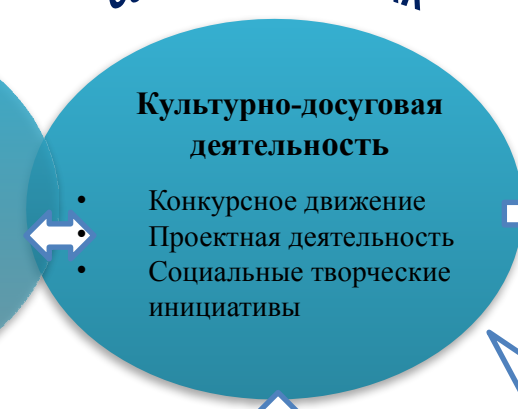 Культурно-досуговая
деятельность
• Конкурсное движение
• Проектная деятельность
• Социальные творческие
инициативы